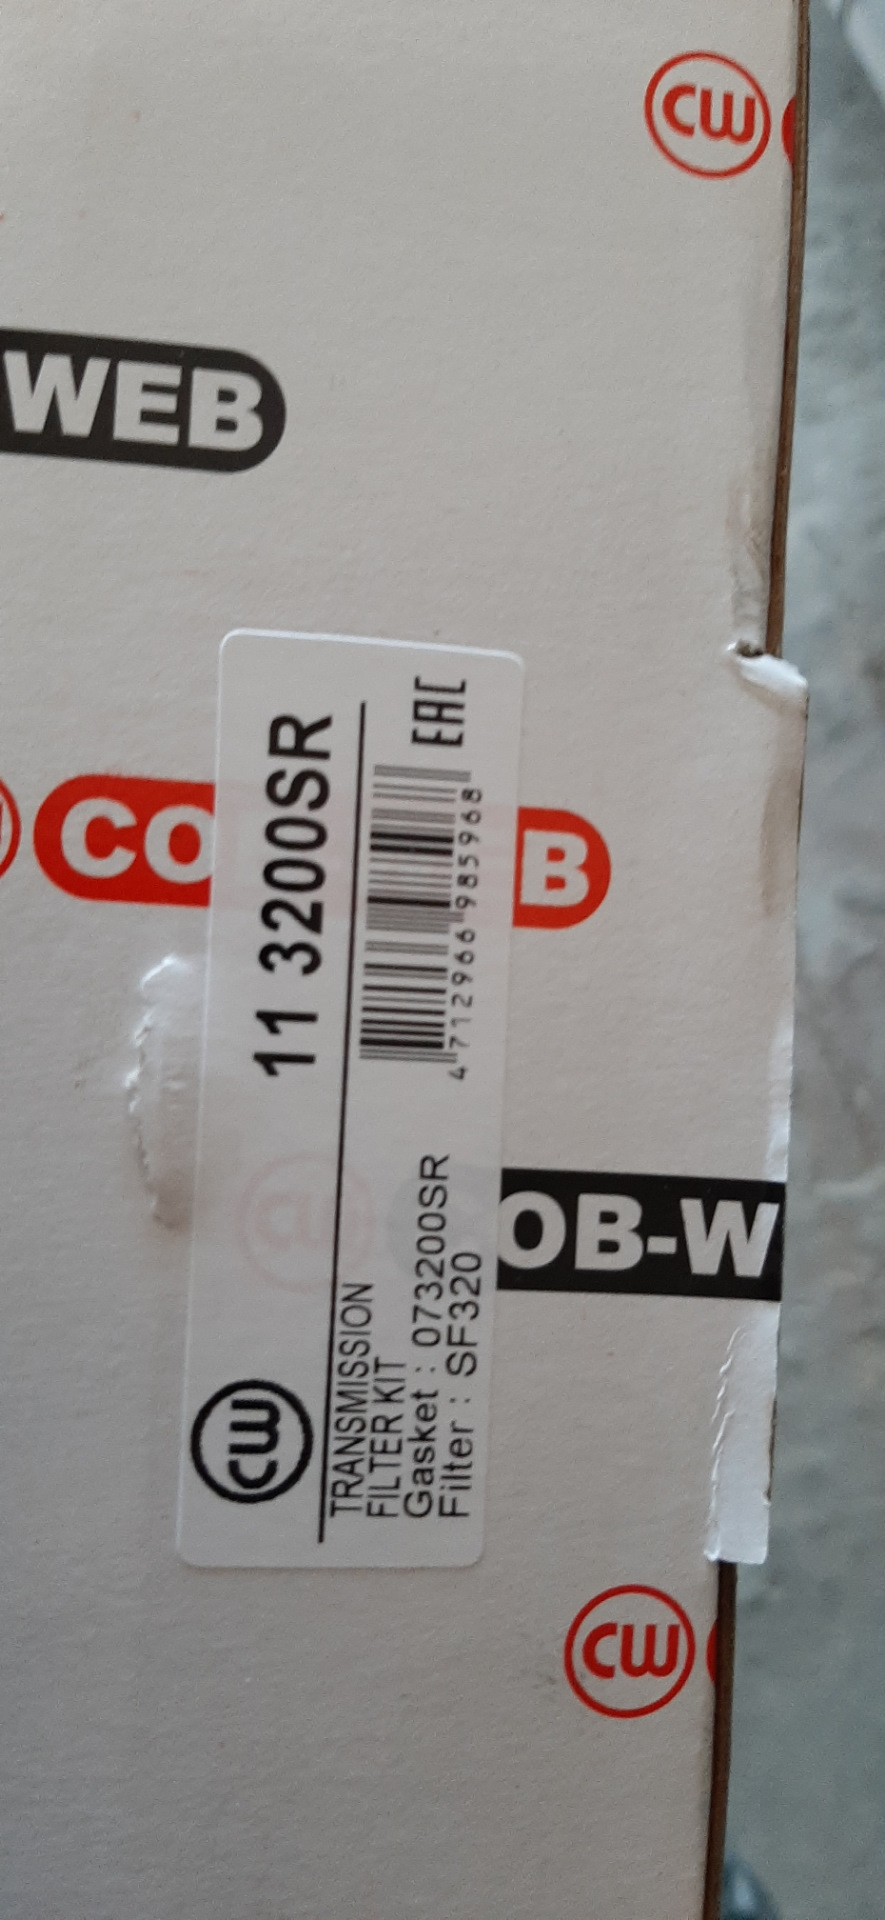 CW
WEB
CO
B
OB-W
11 3200SR
EAC
4 712966 985968
CW
TRANSMISSION
FILTER KIT
Gasket : 073200SR
Filter : SF320
CW